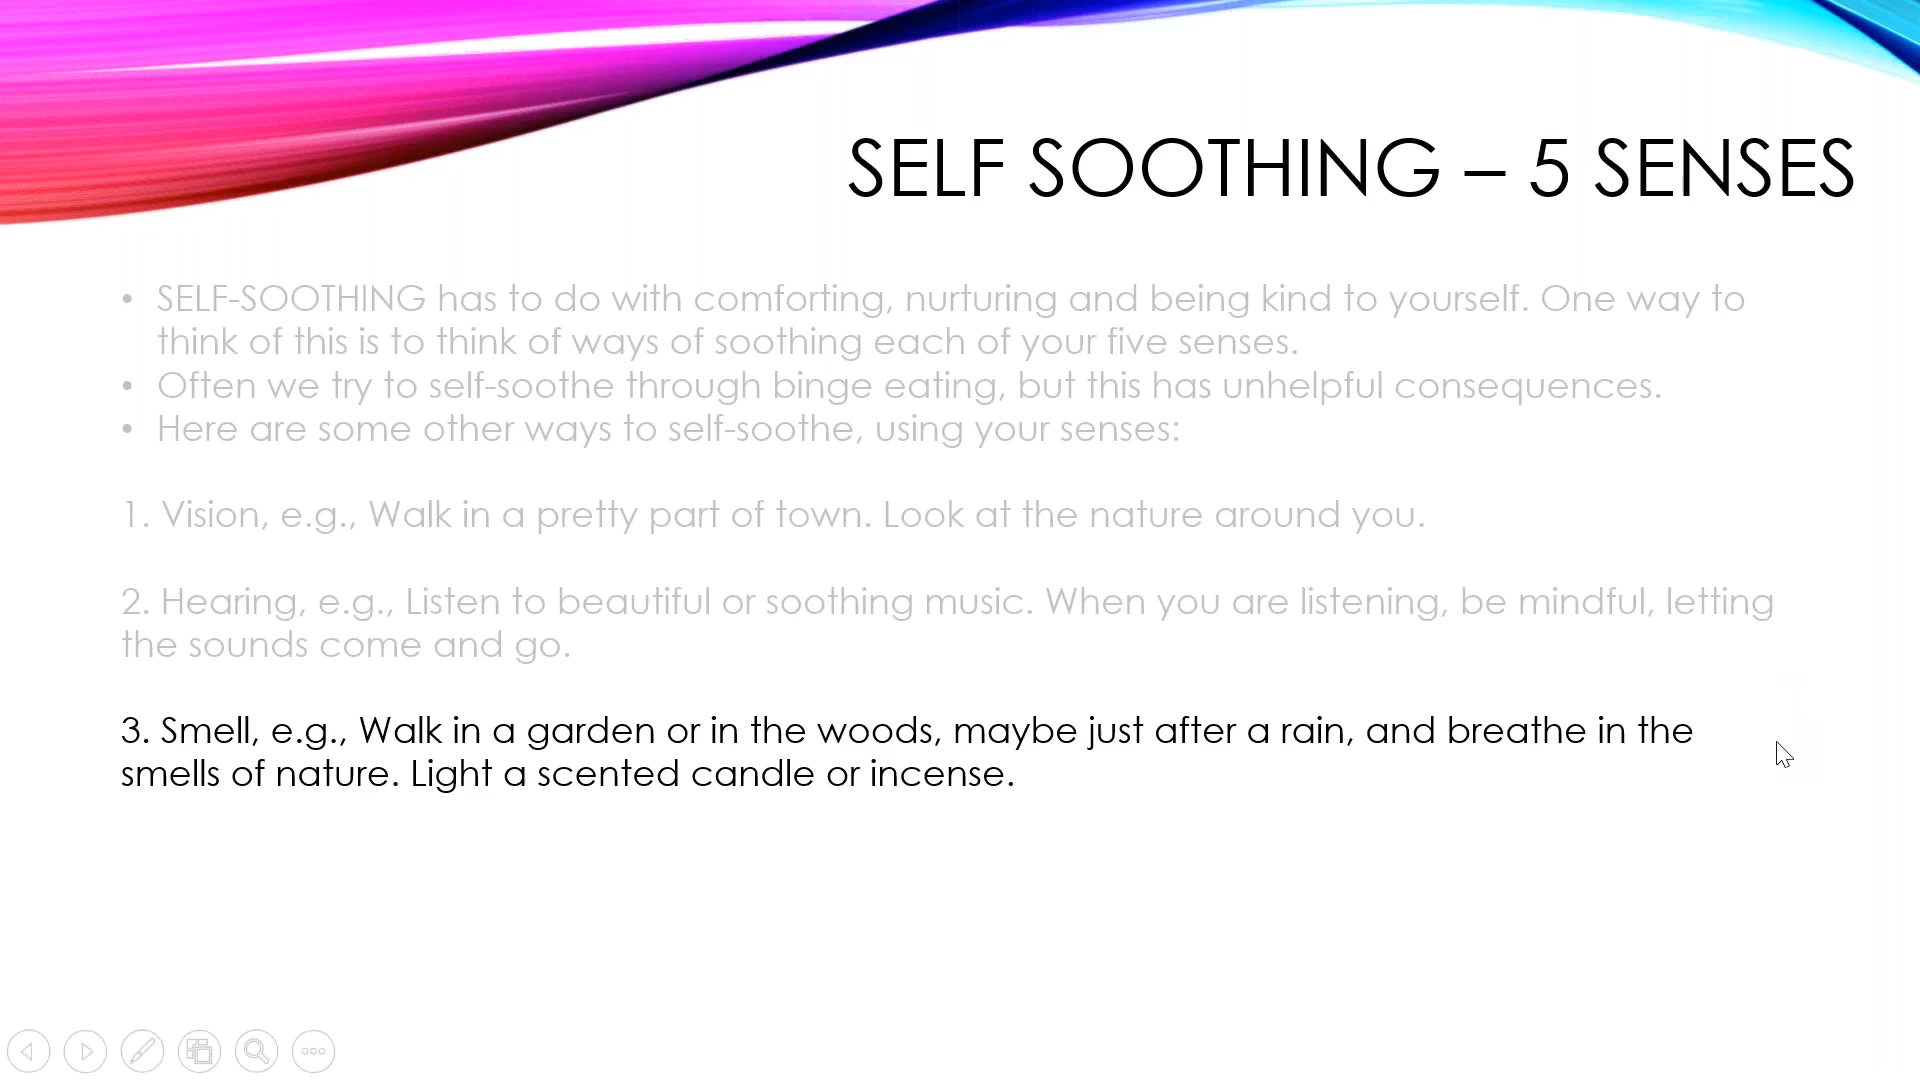 SELF SOOTHING – 5 SENSES
• SELF-SOOTHING has to do with comforting, nurturing and being kind to yourself. One way to
think of this is to think of ways of soothing each of your five senses.
• Often we try to self-soothe through binge eating, but this has unhelpful consequences.
• Here are some other ways to self-soothe, using your senses:
1. Vision, e.g., Walk in a pretty part of town. Look at the nature around you.
2. Hearing, e.g., Listen to beautiful or soothing music. When you are listening, be mindful, letting
the sounds come and go.
3. Smell, e.g., Walk in a garden or in the woods, maybe just after a rain, and breathe in the
smells of nature. Light a scented candle or incense.